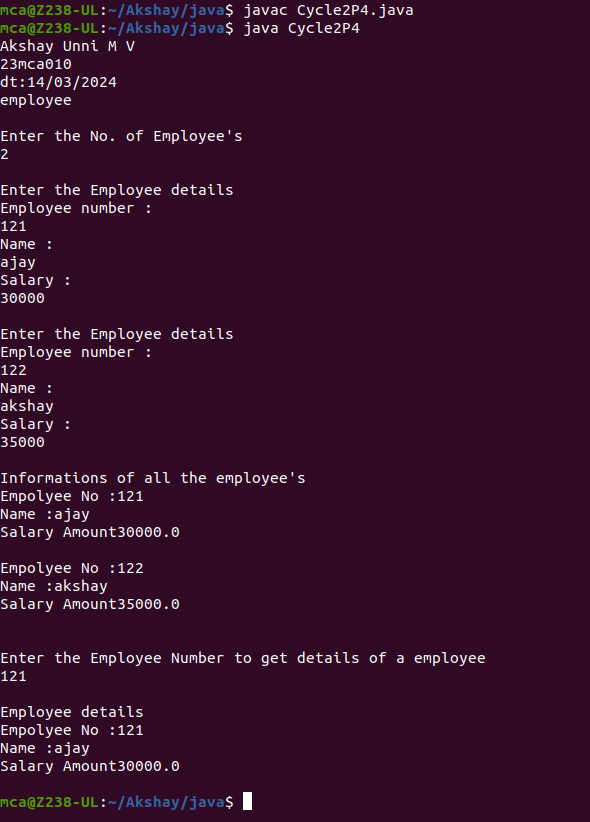 mca@Z238-UL:~/Akshay/java$ javac Cycle2P4.java
mca@Z238-UL:~/Akshay/java$ java Cycle2P4
Akshay Unni M V
23mca010
dt:14/03/2024
employee
Enter the No. of Employee's
2
Enter the Employee details
Employee number :
121
Name :
ajay
Salary :
30000
Enter the Employee details
Employee number :
122
Name :
akshay
Salary :
35000
Informations of all the employee's
Empolyee No :121
Name :ajay
Salary Amount30000.0
Empolyee No :122
Name :akshay
Salary Amount35000.0
Enter the Employee Number to get details of a employee
121
Employee details
Empolyee No :121
Name :ajay
Salary Amount30000.0
mca@Z238-UL:~/Akshay/java$